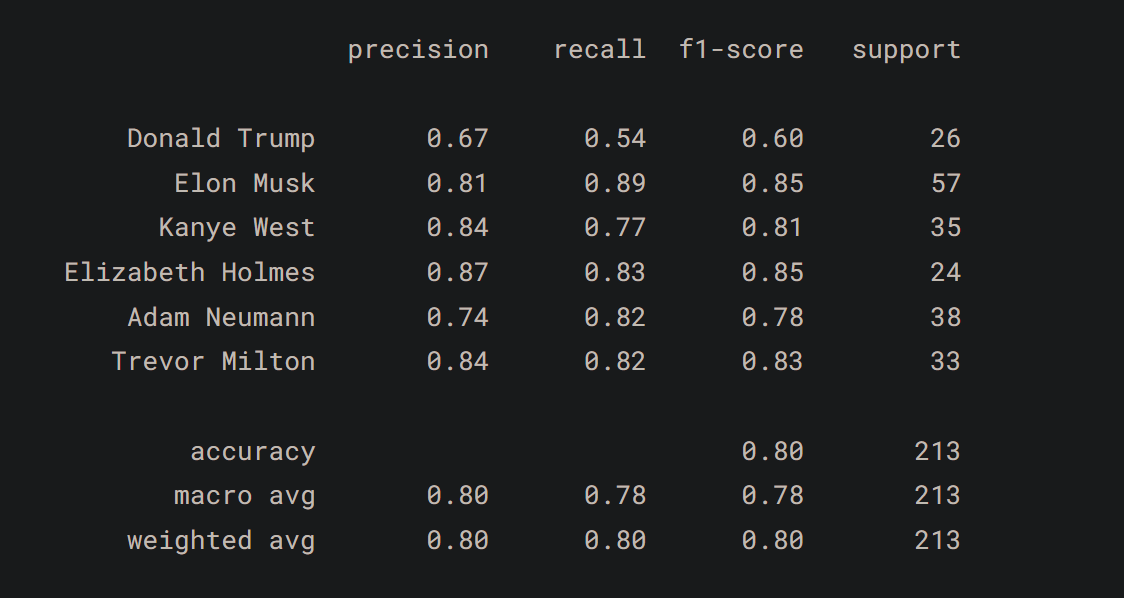 precision recall f1-score support
Donald Trump 0.67 0.54 0.60 26
Elon Musk 0.81 0.89 0.85 57
Kanye West 0.84 0.77 0.81 35
Elizabeth Holmes 0.87 0.83 0.85 24
Adam Neumann 0.74 0.82 0.78 38
Trevor Milton 0.84 0.82 0.83 33
accuracy 0.80 213
macro avg 0.80 0.78 0.78 213
weighted avg 0.80 0.80 0.80 213